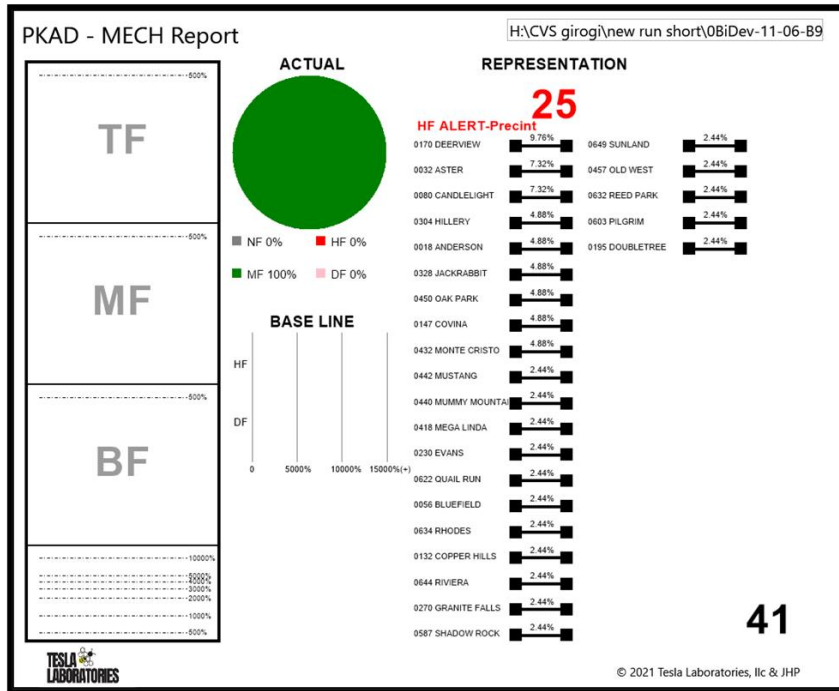 PKAD - MECH Report
H:\CVS girogi\new run short\0BiDev-11-06-B9
500%
TF
500%
MF
500%
BF
10000%
5000%
4000%
3000%
2000%
1000%
500%
ACTUAL
NF 0%
HF 0%
MF 100%
DF 0%
BASE LINE
HF
DF
0 5000% 10000% 15000%(+)
REPRESENTATION
25
HF ALERT-Precint
0170 DEERVIEW 9.76%
0032 ASTER 7.32%
0080 CANDLELIGHT 7.32%
0304 HILLERY 4.88%
0018 ANDERSON 4.88%
0328 JACKRABBIT 4.88%
0450 OAK PARK 4.88%
0147 COVINA 4.88%
0432 MONTE CRISTO 4.88%
0442 MUSTANG 2.44%
0440 MUMMY MOUNTAI 2.44%
0418 MEGA LINDA 2.44%
0230 EVANS 2.44%
0622 QUAIL RUN 2.44%
0056 BLUEFIELD 2.44%
0634 RHODES 2.44%
0132 COPPER HILLS 2.44%
0644 RIVIERA 2.44%
0270 GRANITE FALLS 2.44%
0587 SHADOW ROCK 2.44%
0649 SUNLAND 2.44%
0457 OLD WEST 2.44%
0632 REED PARK 2.44%
0603 PILGRIM 2.44%
0195 DOUBLETREE 2.44%
41
TESLA
LABORATORIES
© 2021 Tesla Laboratories, llc & JHP